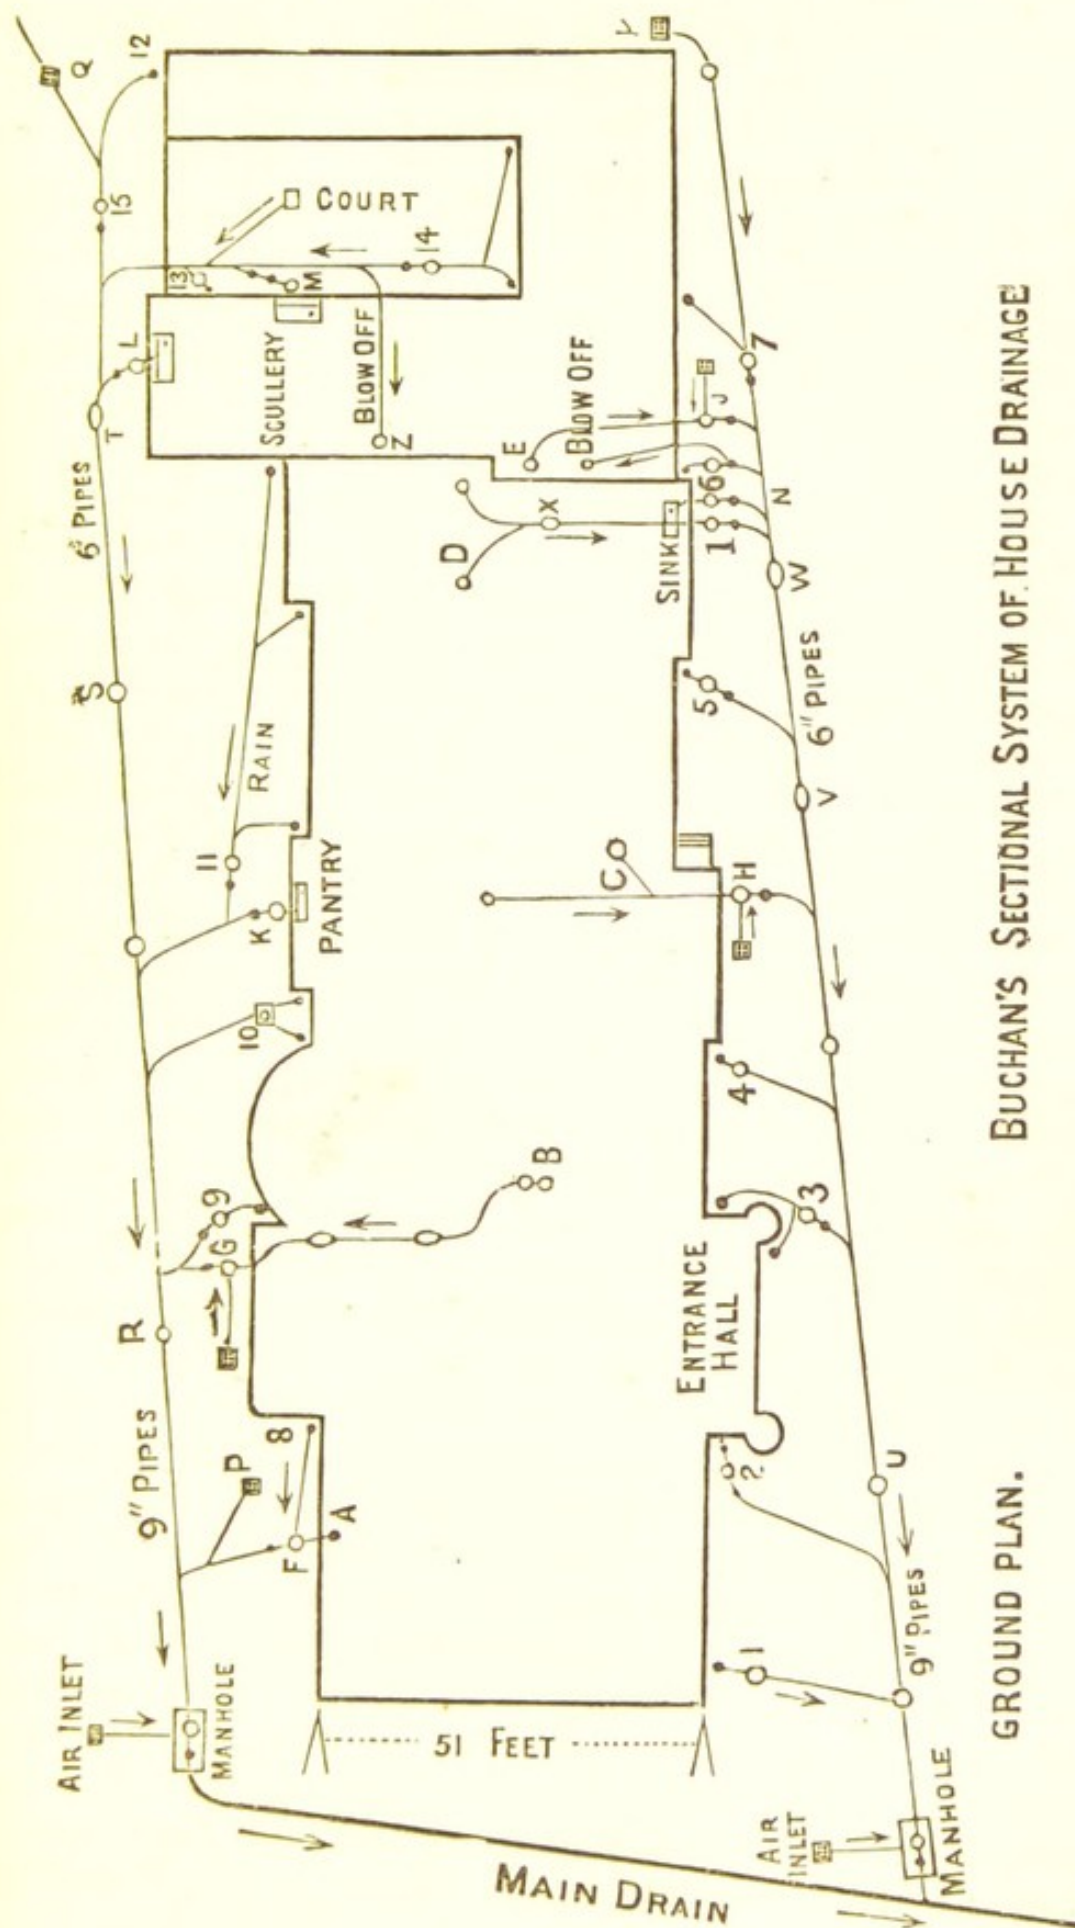 Q
12
15
COURT
13
M
14
L
T
6" PIPES
SCULLERY
BLOW OFF
Z
E
BLOW OFF
J
7
6
N
D
X
SINK
1
W
S
RAIN
11
K
PANTRY
10
5
6" PIPES
V
C
H
4
9
G
B
3
R
ENTRANCE
HALL
9" PIPES
P
8
F
A
2
U
1
9" PIPES
AIR INLET
MANHOLE
51 FEET
AIR
INLET
MANHOLE
MAIN DRAIN
GROUND PLAN.
BUCHAN'S SECTIONAL SYSTEM OF HOUSE DRAINAGE